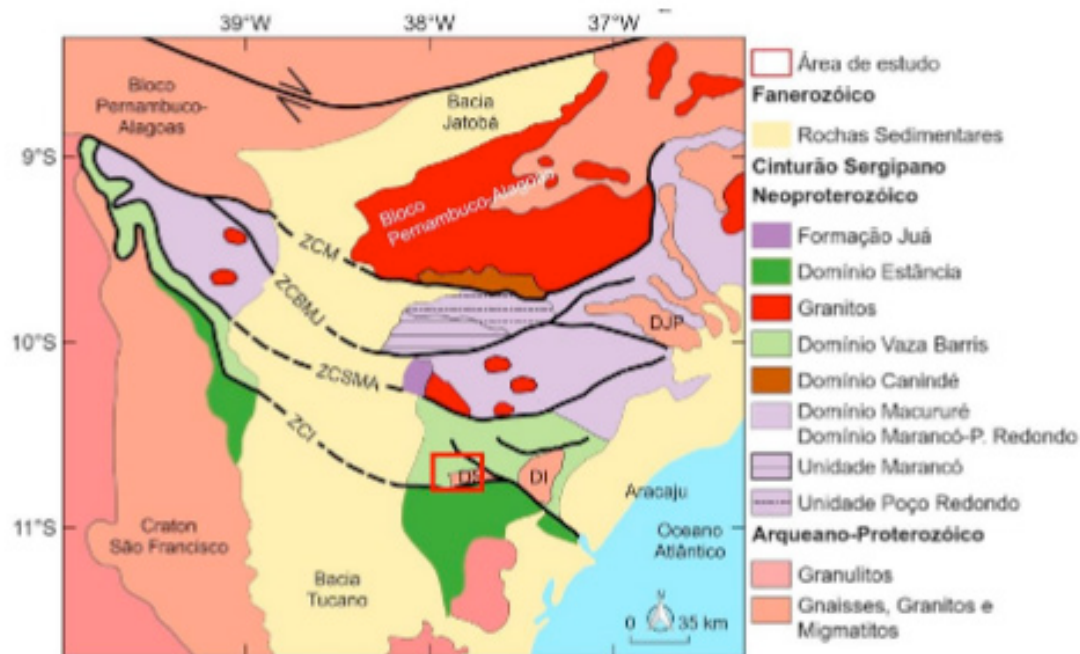 39°W 38°W 37°W
9°S
10°S
11°S
Bloco
Pernambuco-
Alagoas
Bacia
Jatobá
Bloco
Pernambuco-Alagoas
ZCM
ZCBMJ
ZCSMA
ZCI
DJP
DS
DI
Aracaju
Oceano
Atlântico
Craton
São Francisco
Bacia
Tucano
N
0 35 km
Área de estudo
Fanerozóico
Rochas Sedimentares
Cinturão Sergipano
Neoproterozóico
Formação Juá
Domínio Estância
Granitos
Domínio Vaza Barris
Domínio Canindé
Domínio Macururé
Domínio Marancó-P. Redondo
Unidade Marancó
Unidade Poço Redondo
Arqueano-Proterozóico
Granulitos
Gnaisses, Granitos e
Migmatitos